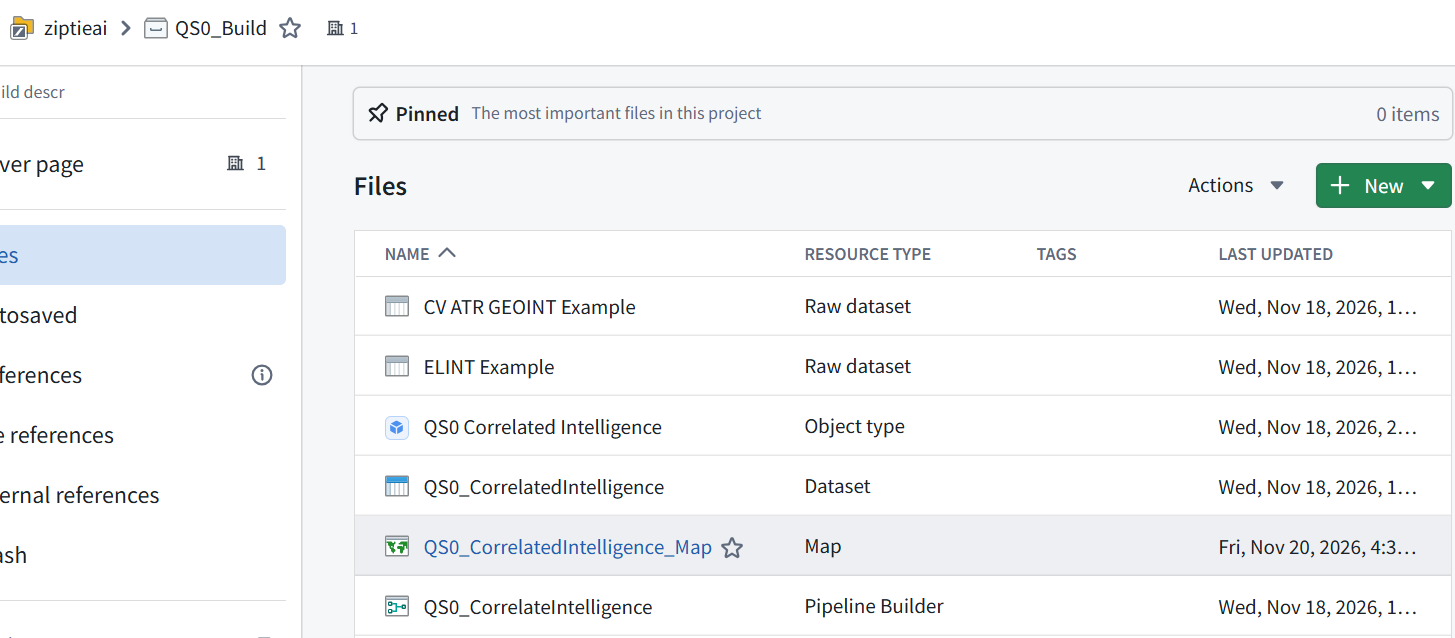 ziptieai > QS0_Build 1
ild descr
ver page 1
es
tosaved
ferences
e references
ernal references
ash
Pinned The most important files in this project 0 items
Files Actions + New
NAME RESOURCE TYPE TAGS LAST UPDATED
CV ATR GEOINT Example Raw dataset Wed, Nov 18, 2026, 1…
ELINT Example Raw dataset Wed, Nov 18, 2026, 1…
QS0 Correlated Intelligence Object type Wed, Nov 18, 2026, 2…
QS0_CorrelatedIntelligence Dataset Wed, Nov 18, 2026, 1…
QS0_CorrelatedIntelligence_Map Map Fri, Nov 20, 2026, 4:3…
QS0_CorrelateIntelligence Pipeline Builder Wed, Nov 18, 2026, 1…